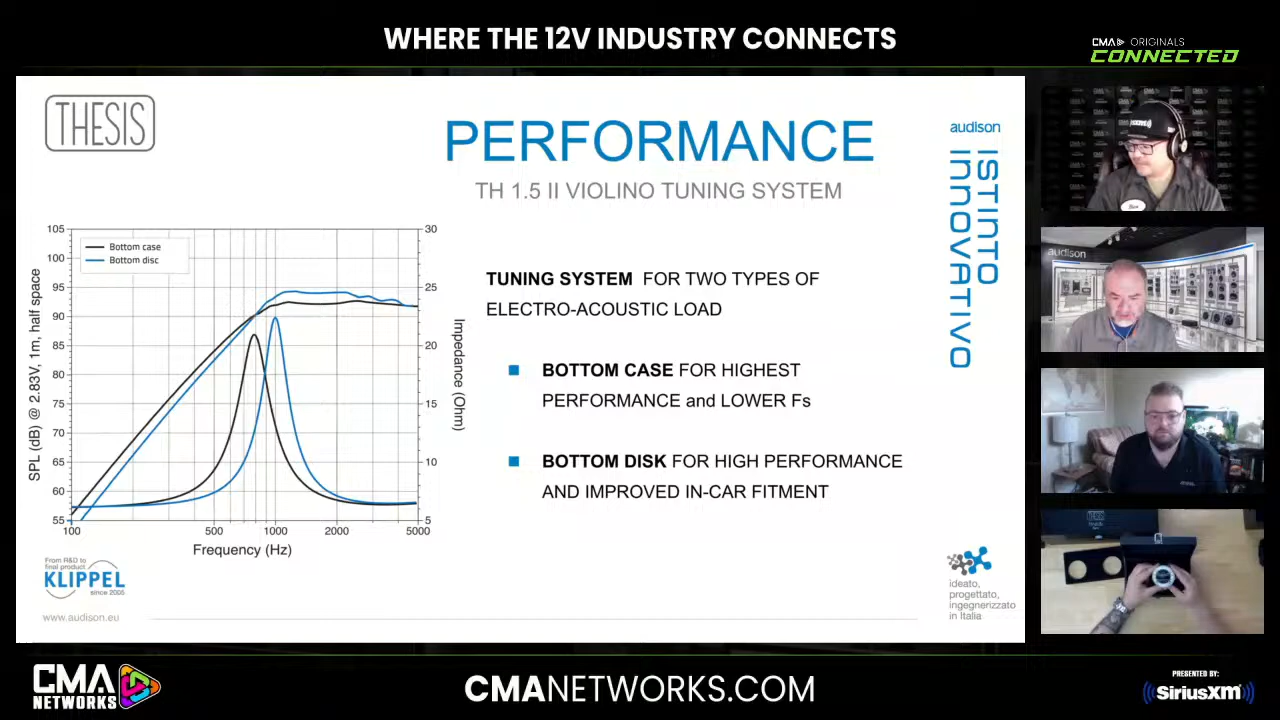 WHERE THE 12V INDUSTRY CONNECTS
CMA ORIGINALS
CONNECTED
THESIS
PERFORMANCE
TH 1.5 II VIOLINO TUNING SYSTEM
audison
ISTINTO
INNOVATIVO
105
100
95
90
85
80
75
70
65
60
55
30
25
20
15
10
5
Bottom case
Bottom disc
SPL (dB) @ 2.83V, 1m, half space
Impedance (Ohm)
100
500
1000
2000
5000
Frequency (Hz)
TUNING SYSTEM FOR TWO TYPES OF
ELECTRO-ACOUSTIC LOAD
BOTTOM CASE FOR HIGHEST
PERFORMANCE and LOWER Fs
BOTTOM DISK FOR HIGH PERFORMANCE
AND IMPROVED IN-CAR FITMENT
From R&D to
final product
KLIPPEL
since 2005
www.audison.eu
ideato,
progettato,
ingegnerizzato
in Italia
audison
CMA
NETWORKS
CMANETWORKS.COM
PRESENTED BY:
SiriusXM